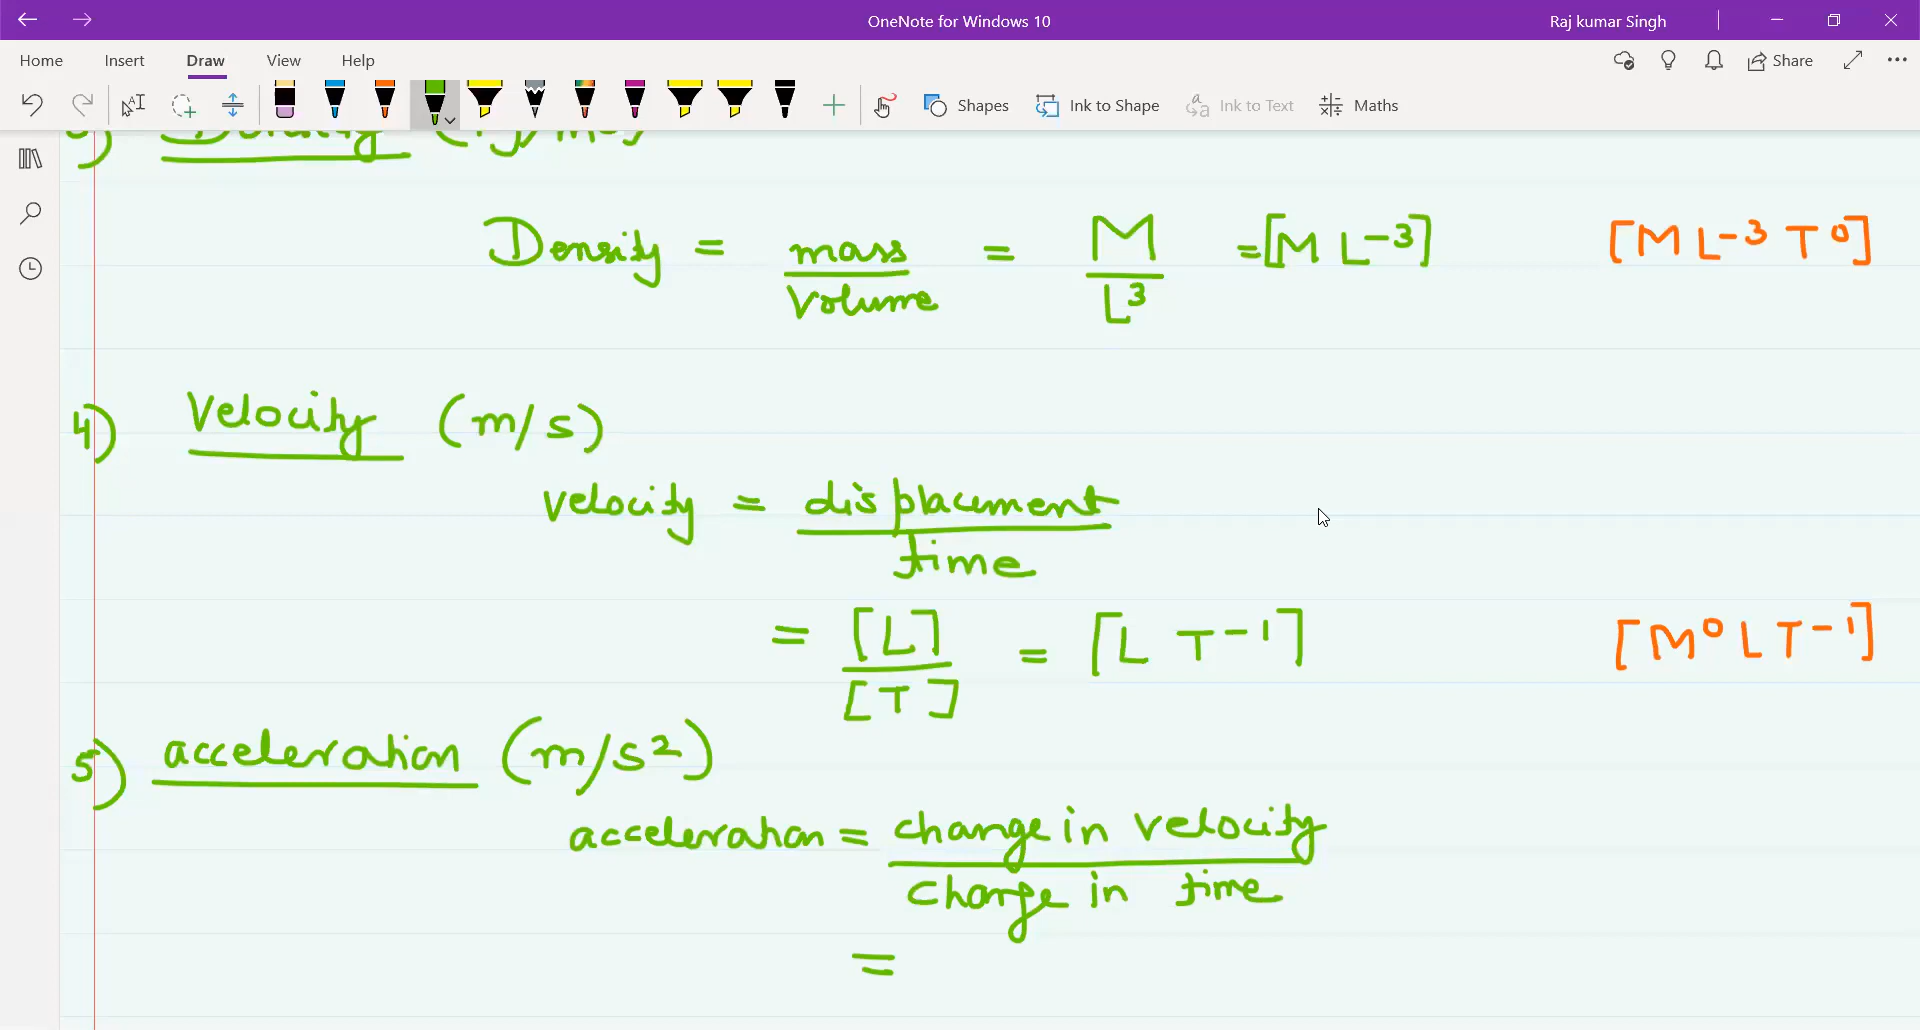 OneNote for Windows 10
Raj kumar Singh
Home Insert Draw View Help
Share
Shapes Ink to Shape Ink to Text Maths
Density = mass / Volume = M / L³ = [M L⁻³] [M L⁻³ T⁰]
4) Velocity (m/s)
velocity = displacement / time
= [L] / [T] = [L T⁻¹] [M⁰ L T⁻¹]
5) acceleration (m/s²)
acceleration = change in velocity / change in time
=